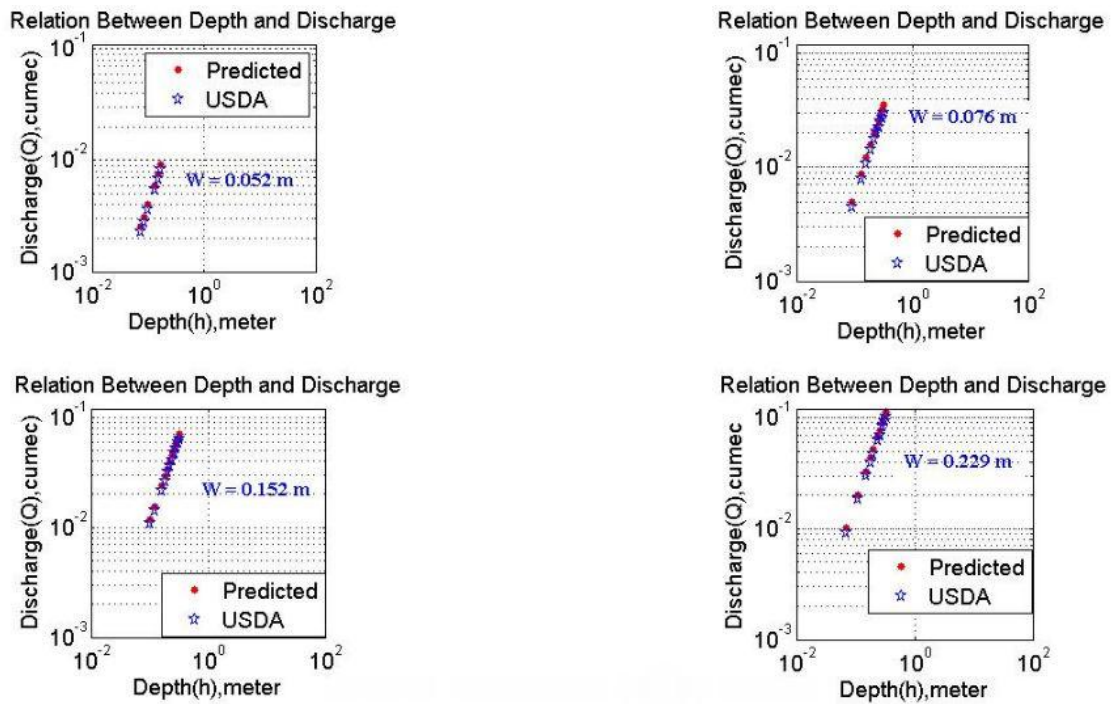 Relation Between Depth and Discharge
10^-1
10^-2
10^-3
Discharge(Q),cumec
Predicted
USDA
W = 0.052 m
10^-2
10^0
10^2
Depth(h),meter
Relation Between Depth and Discharge
10^-1
10^-2
10^-3
Discharge(Q),cumec
W = 0.076 m
Predicted
USDA
10^-2
10^0
10^2
Depth(h),meter
Relation Between Depth and Discharge
10^-1
10^-2
10^-3
Discharge(Q),cumec
W = 0.152 m
Predicted
USDA
10^-2
10^0
10^2
Depth(h),meter
Relation Between Depth and Discharge
10^-1
10^-2
10^-3
Discharge(Q),cumec
W = 0.229 m
Predicted
USDA
10^-2
10^0
10^2
Depth(h),meter